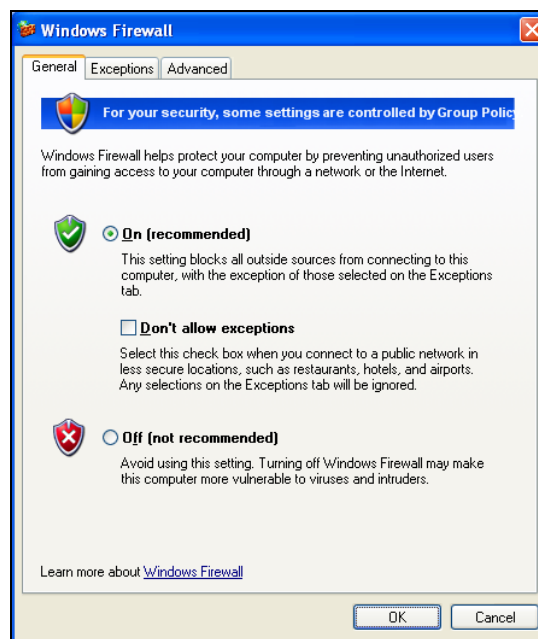 Windows Firewall
General Exceptions Advanced
For your security, some settings are controlled by Group Policy
Windows Firewall helps protect your computer by preventing unauthorized users
from gaining access to your computer through a network or the Internet.
On (recommended)
This setting blocks all outside sources from connecting to this
computer, with the exception of those selected on the Exceptions
tab.
Don't allow exceptions
Select this check box when you connect to a public network in
less secure locations, such as restaurants, hotels, and airports.
Any selections on the Exceptions tab will be ignored.
Off (not recommended)
Avoid using this setting. Turning off Windows Firewall may make
this computer more vulnerable to viruses and intruders.
Learn more about Windows Firewall
OK Cancel